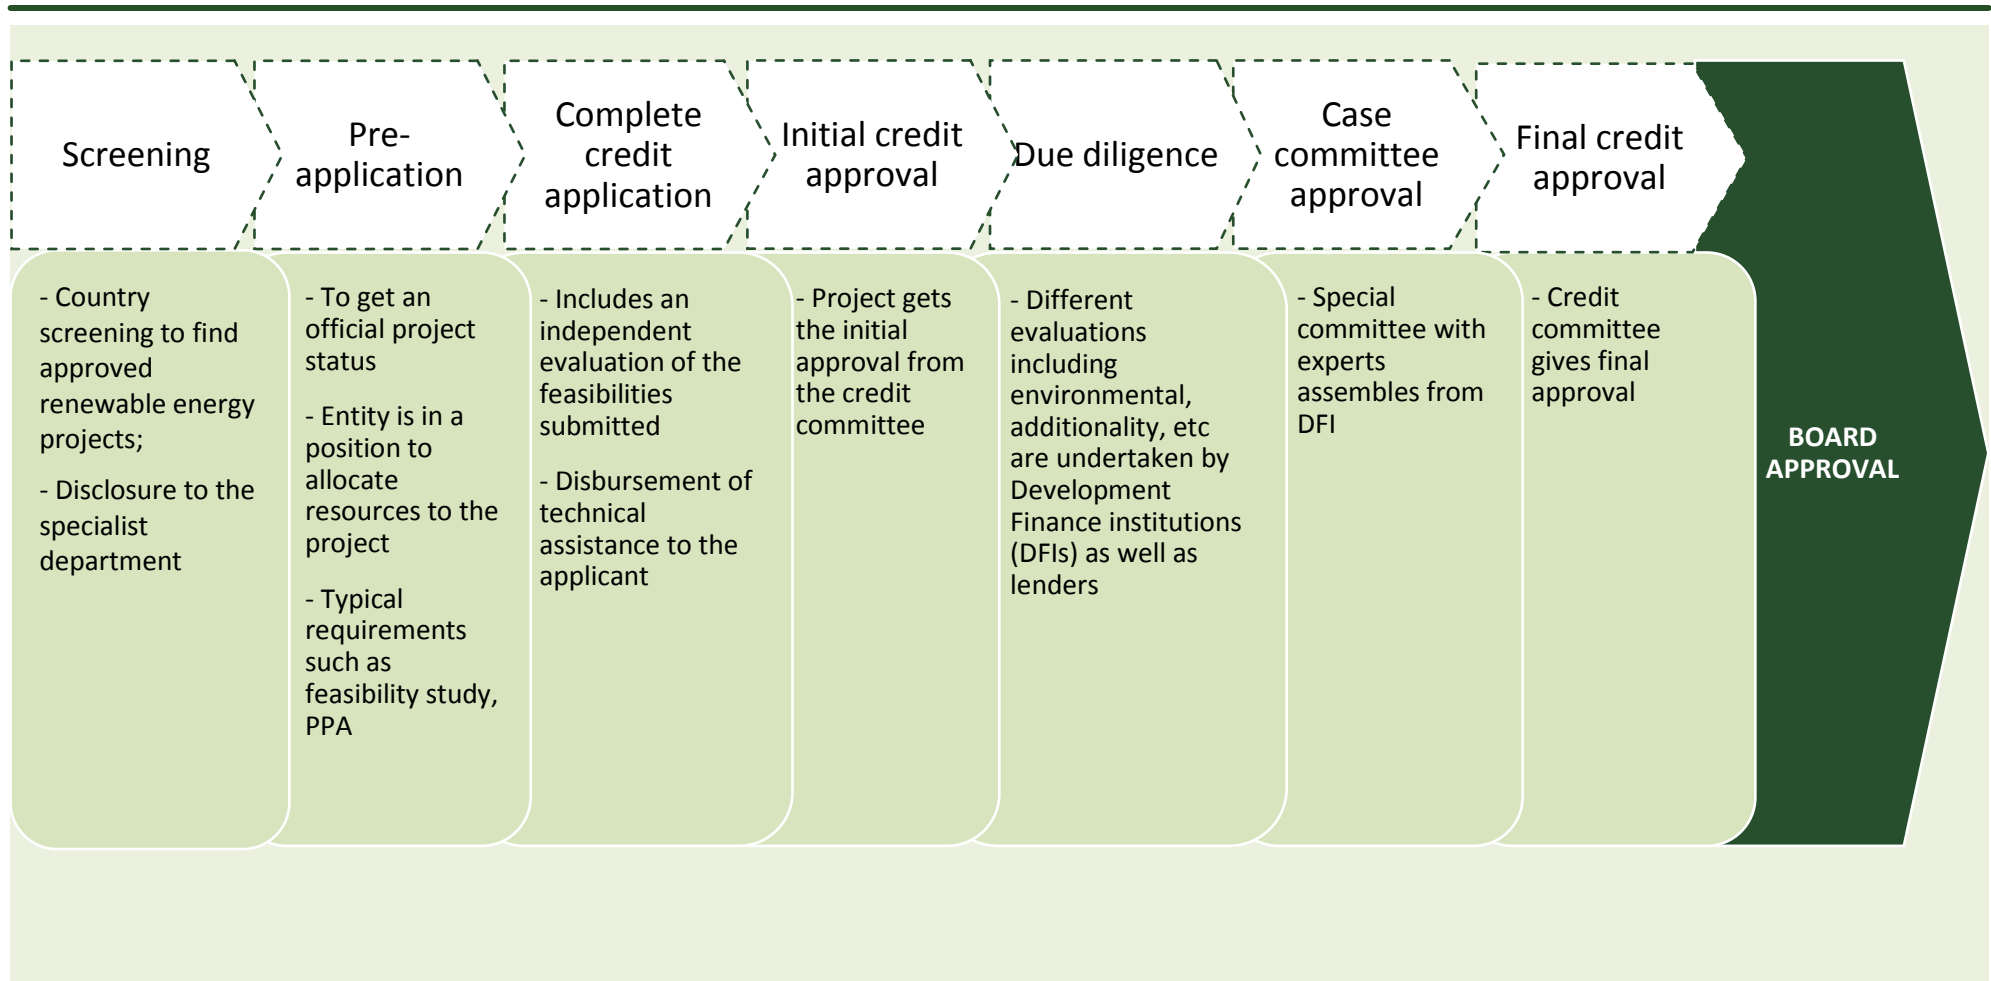 Screening
Pre-
application
Complete
credit
application
Initial credit
approval
Due diligence
Case
committee
approval
Final credit
approval
- Country
screening to find
approved
renewable energy
projects;
- Disclosure to the
specialist
department
- To get an
official project
status
- Entity is in a
position to
allocate
resources to the
project
- Typical
requirements
such as
feasibility study,
PPA
- Includes an
independent
evaluation of the
feasibilities
submitted
- Disbursement of
technical
assistance to the
applicant
- Project gets
the initial
approval from
the credit
committee
- Different
evaluations
including
environmental,
additionality, etc
are undertaken by
Development
Finance institutions
(DFIs) as well as
lenders
- Special
committee with
experts
assembles from
DFI
- Credit
committee
gives final
approval
BOARD
APPROVAL